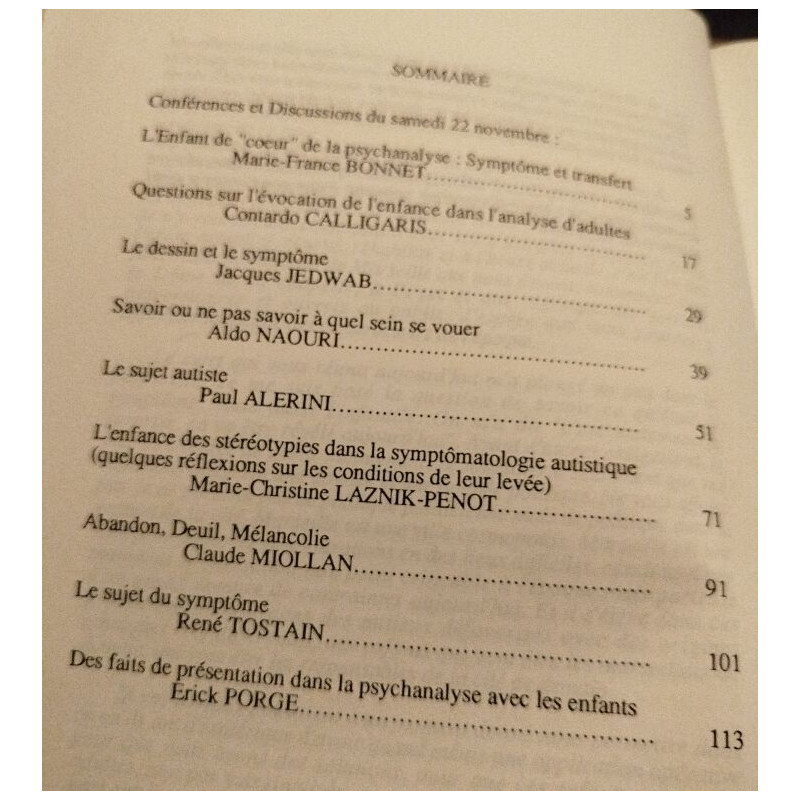 SOMMAIRE
Conférences et Discussions du samedi 22 novembre :
L'Enfant de "coeur" de la psychanalyse : Symptôme et transfert
Marie-France BONNET.............................. 5
Questions sur l'évocation de l'enfance dans l'analyse d'adultes
Contardo CALLIGARIS.............................. 17
Le dessin et le symptôme
Jacques JEDWAB.............................. 29
Savoir ou ne pas savoir à quel sein se vouer
Aldo NAOURI.............................. 39
Le sujet autiste
Paul ALERINI.............................. 51
L'enfance des stéréotypies dans la symptômatologie autistique
(quelques réflexions sur les conditions de leur levée)
Marie-Christine LAZNIK-PENOT.............................. 71
Abandon, Deuil, Mélancolie
Claude MIOLLAN.............................. 91
Le sujet du symptôme
René TOSTAIN.............................. 101
Des faits de présentation dans la psychanalyse avec les enfants
Erick PORGE.............................. 113